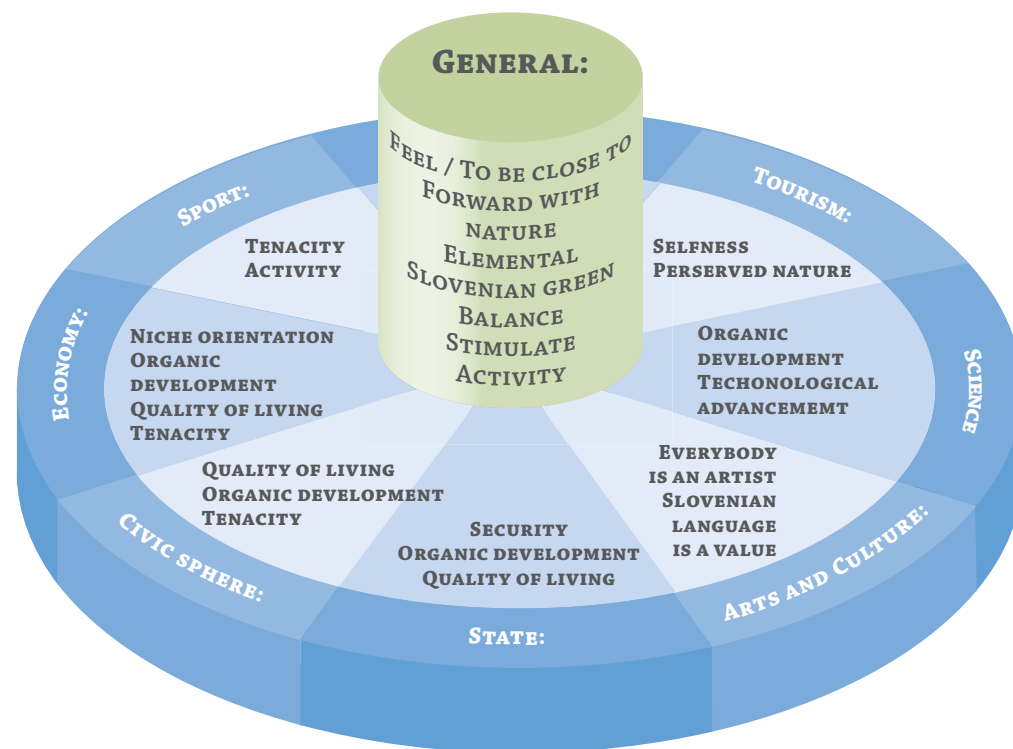 General:
Feel / To be close to
Forward with
nature
Elemental
Slovenian green
Balance
Stimulate
Activity
Tourism:
Selfness
Perserved nature
Science
Organic
development
Techonological
advancememt
Arts and Culture:
Everybody
is an artist
Slovenian
language
is a value
State:
Security
Organic development
Quality of living
Civic sphere:
Quality of living
Organic development
Tenacity
Economy:
Niche orientation
Organic
development
Quality of living
Tenacity
Sport:
Tenacity
Activity